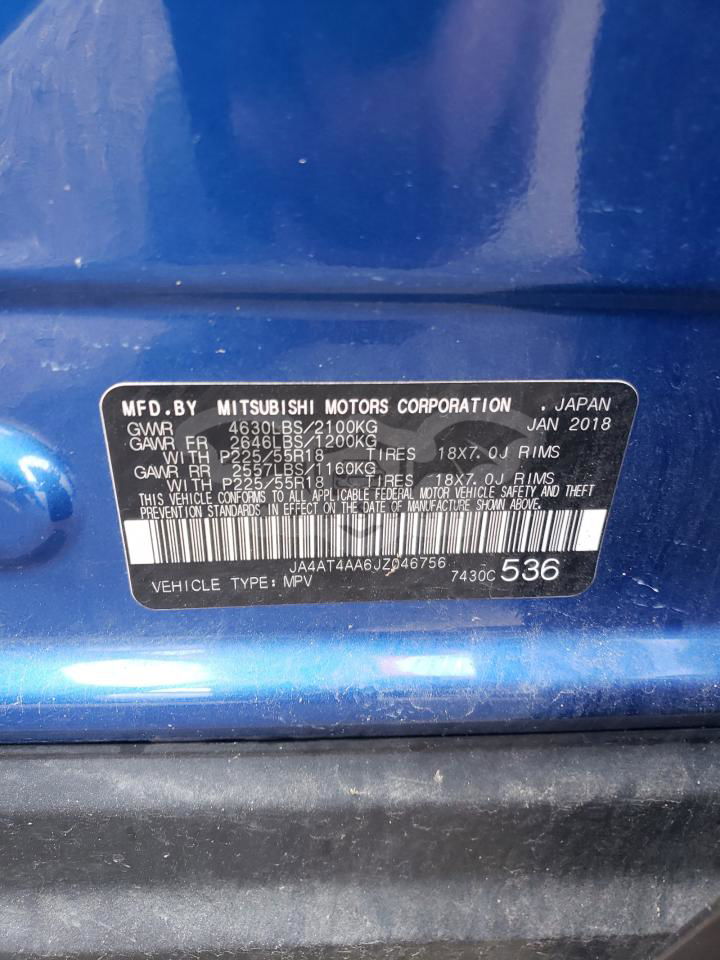 MFD.BY MITSUBISHI MOTORS CORPORATION . JAPAN
GVWR 4630LBS/2100KG JAN 2018
GAWR FR 2646LBS/1200KG
WITH P225/55R18 TIRES 18X7.0J RIMS
GAWR RR 2557LBS/1160KG
WITH P225/55R18 TIRES 18X7.0J RIMS
THIS VEHICLE CONFORMS TO ALL APPLICABLE FEDERAL MOTOR VEHICLE SAFETY AND THEFT
PREVENTION STANDARDS IN EFFECT ON THE DATE OF MANUFACTURE SHOWN ABOVE.
JA4AT4AA6JZ046756
VEHICLE TYPE: MPV 7430C 536